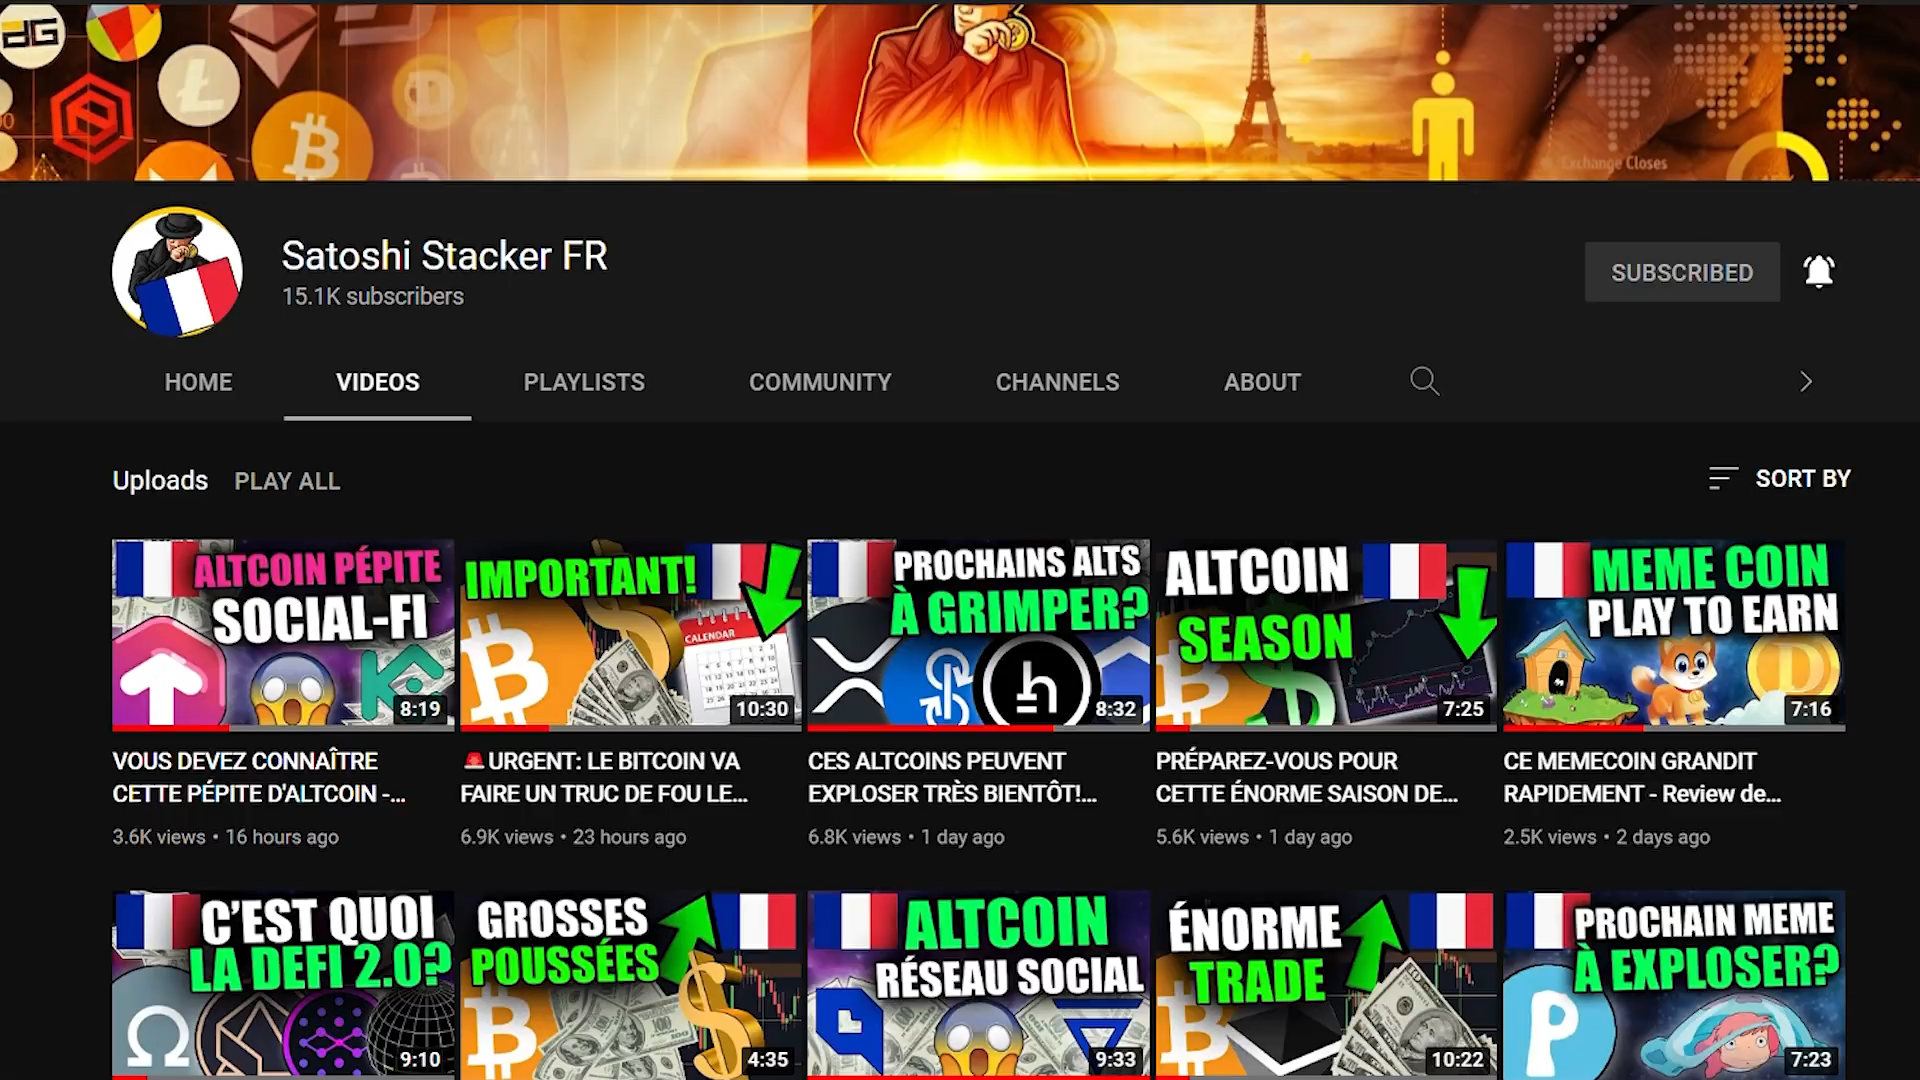 Exchange Closes
Satoshi Stacker FR
15.1K subscribers
SUBSCRIBED
HOME
VIDEOS
PLAYLISTS
COMMUNITY
CHANNELS
ABOUT
Uploads
PLAY ALL
SORT BY
ALTCOIN PÉPITE
SOCIAL-FI
8:19
VOUS DEVEZ CONNAÎTRE
CETTE PÉPITE D'ALTCOIN -...
3.6K views • 16 hours ago
IMPORTANT!
CALENDAR
10:30
🚨URGENT: LE BITCOIN VA
FAIRE UN TRUC DE FOU LE...
6.9K views • 23 hours ago
PROCHAINS ALTS
À GRIMPER?
8:32
CES ALTCOINS PEUVENT
EXPLOSER TRÈS BIENTÔT!...
6.8K views • 1 day ago
ALTCOIN
SEASON
7:25
PRÉPAREZ-VOUS POUR
CETTE ÉNORME SAISON DE...
5.6K views • 1 day ago
MEME COIN
PLAY TO EARN
7:16
CE MEMECOIN GRANDIT
RAPIDEMENT - Review de...
2.5K views • 2 days ago
C'EST QUOI
LA DEFI 2.0?
9:10
GROSSES
POUSSÉES
4:35
ALTCOIN
RÉSEAU SOCIAL
9:33
ÉNORME
TRADE
10:22
PROCHAIN MEME
À EXPLOSER?
7:23